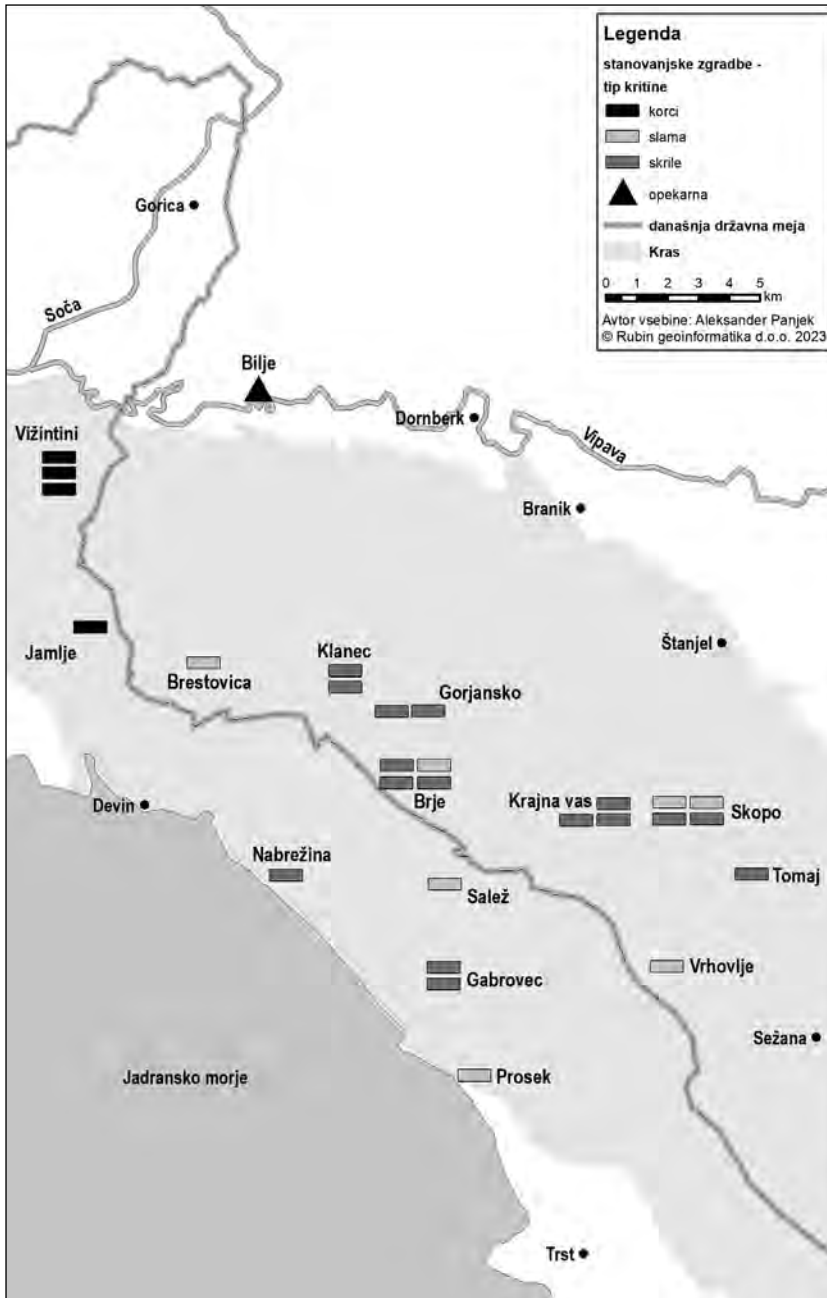 Legenda
stanovanjske zgradbe -
tip kritine
korci
slama
skrile
opekarna
današnja državna meja
Kras
0 1 2 3 4 5
km
Avtor vsebine: Aleksander Panjek
© Rubin geoinformatika d.o.o. 2023
Gorica
Soča
Bilje
Dornberk
Vipava
Vižintini
Branik
Jamlje
Brestovica
Klanec
Štanjel
Gorjansko
Devin
Brje
Krajna vas
Skopo
Nabrežina
Salež
Tomaj
Gabrovec
Vrhovlje
Sežana
Jadransko morje
Prosek
Trst